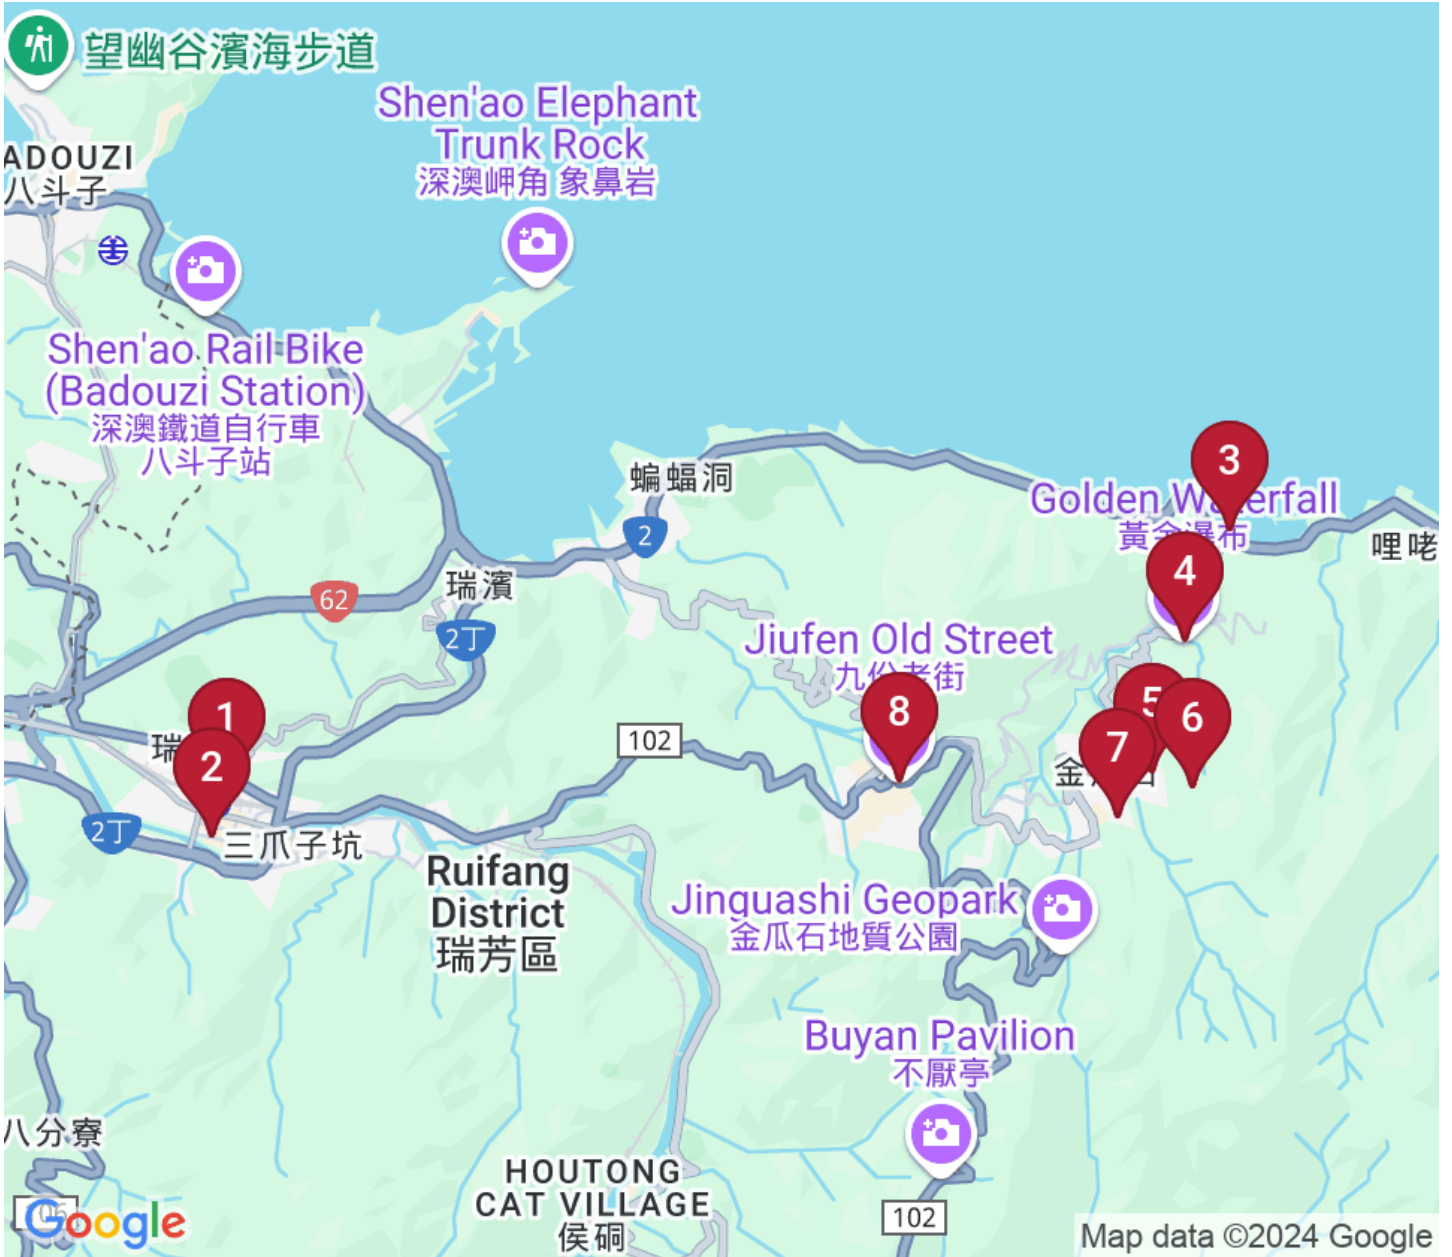 望幽谷濱海步道
Shen'ao Elephant
Trunk Rock
深澳岬角 象鼻岩
ADOUZI
八斗子
Shen'ao Rail Bike
(Badouzi Station)
深澳鐵道自行車
八斗子站
蝙蝠洞
2
3
Golden Waterfall
黃金瀑布
哩咾
4
62
瑞濱
2丁
Jiufen Old Street
九份老街
1
瑞
2
102
8
5
6
7
金瓜石
2丁
三爪子坑
Ruifang
District
瑞芳區
Jinguashi Geopark
金瓜石地質公園
Buyan Pavilion
不厭亭
八分寮
HOUTONG
CAT VILLAGE
侯硐
102
Google
Map data ©2024 Google